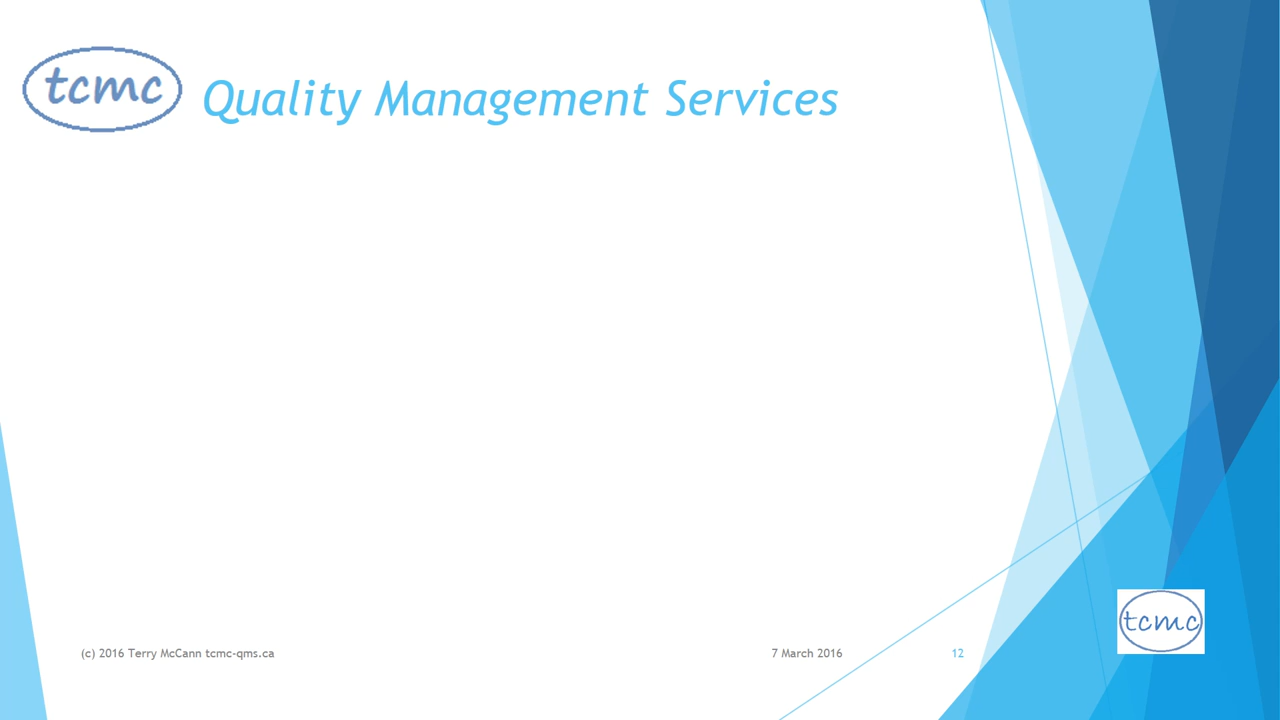 tcmc
Quality Management Services
(c) 2016 Terry McCann tcmc-qms.ca
7 March 2016
12
tcmc